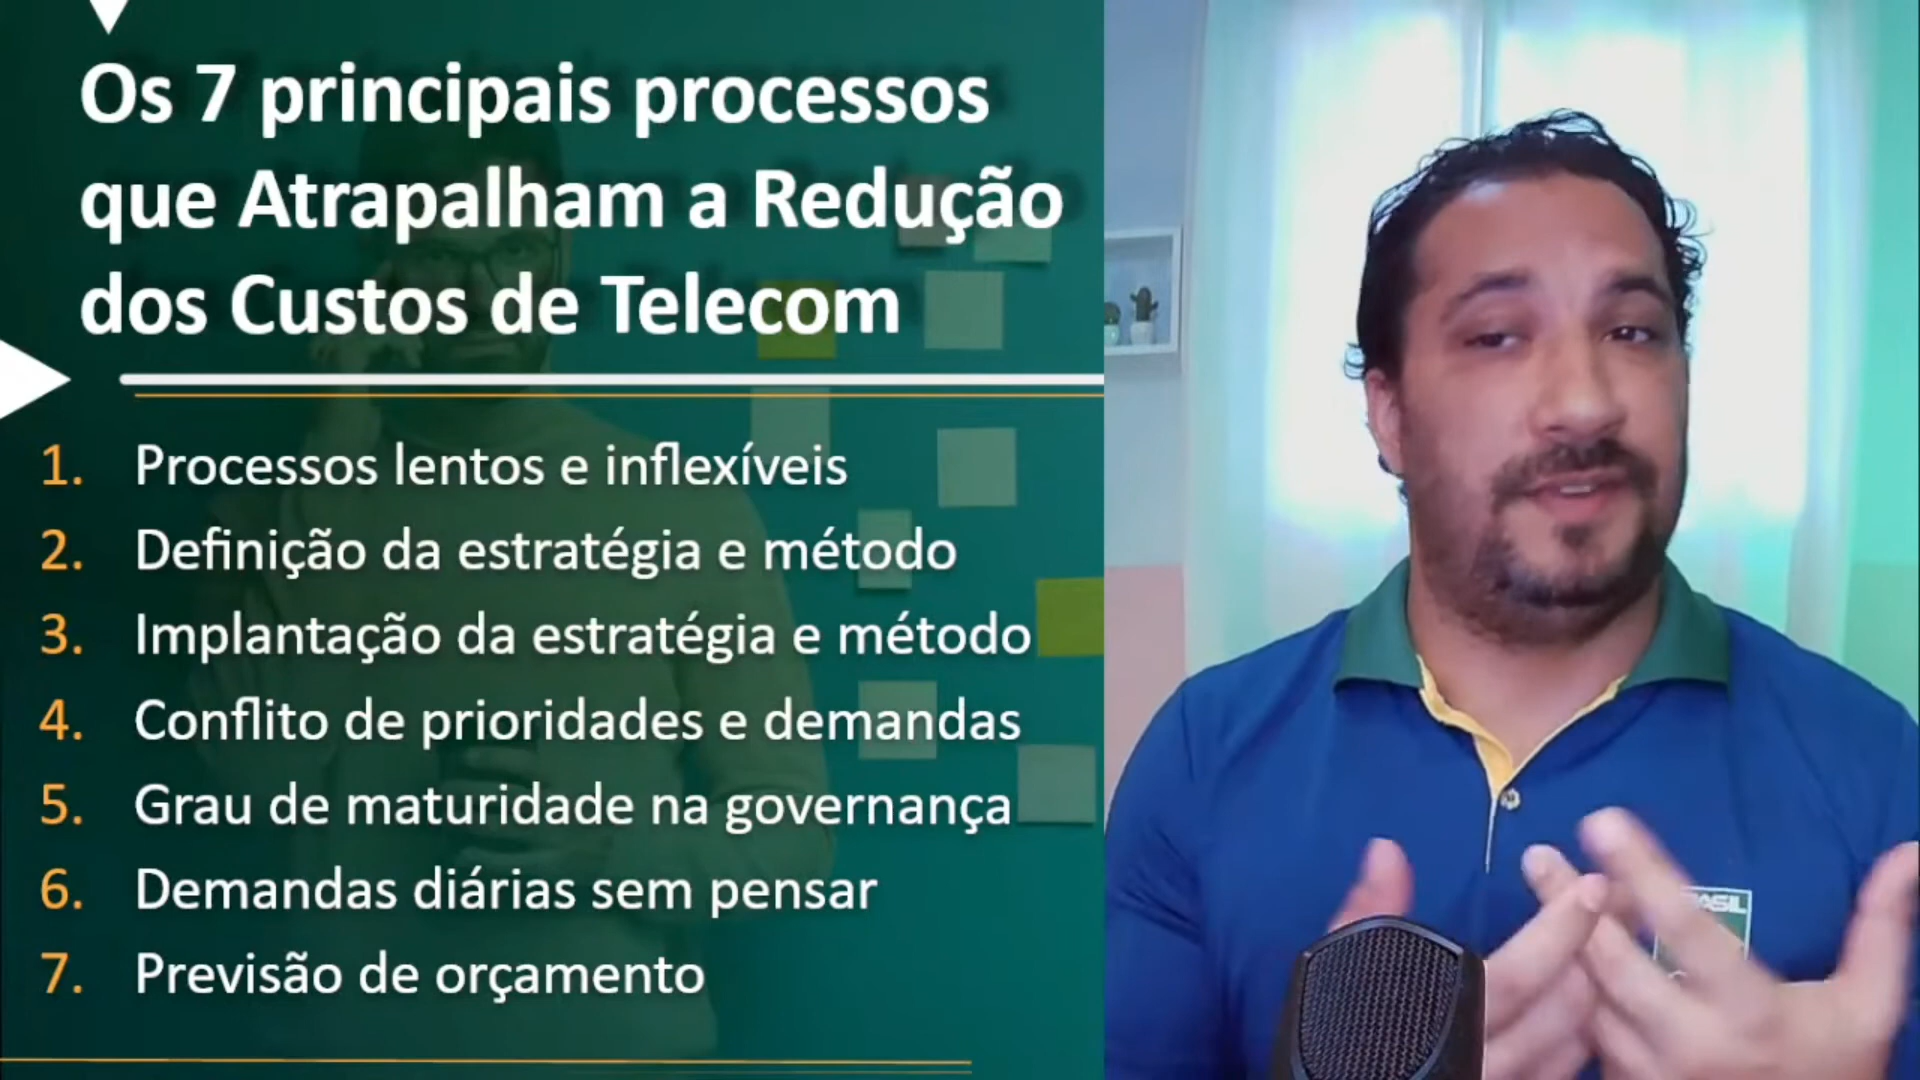 Os 7 principais processos
que Atrapalham a Redução
dos Custos de Telecom
1. Processos lentos e inflexíveis
2. Definição da estratégia e método
3. Implantação da estratégia e método
4. Conflito de prioridades e demandas
5. Grau de maturidade na governança
6. Demandas diárias sem pensar
7. Previsão de orçamento